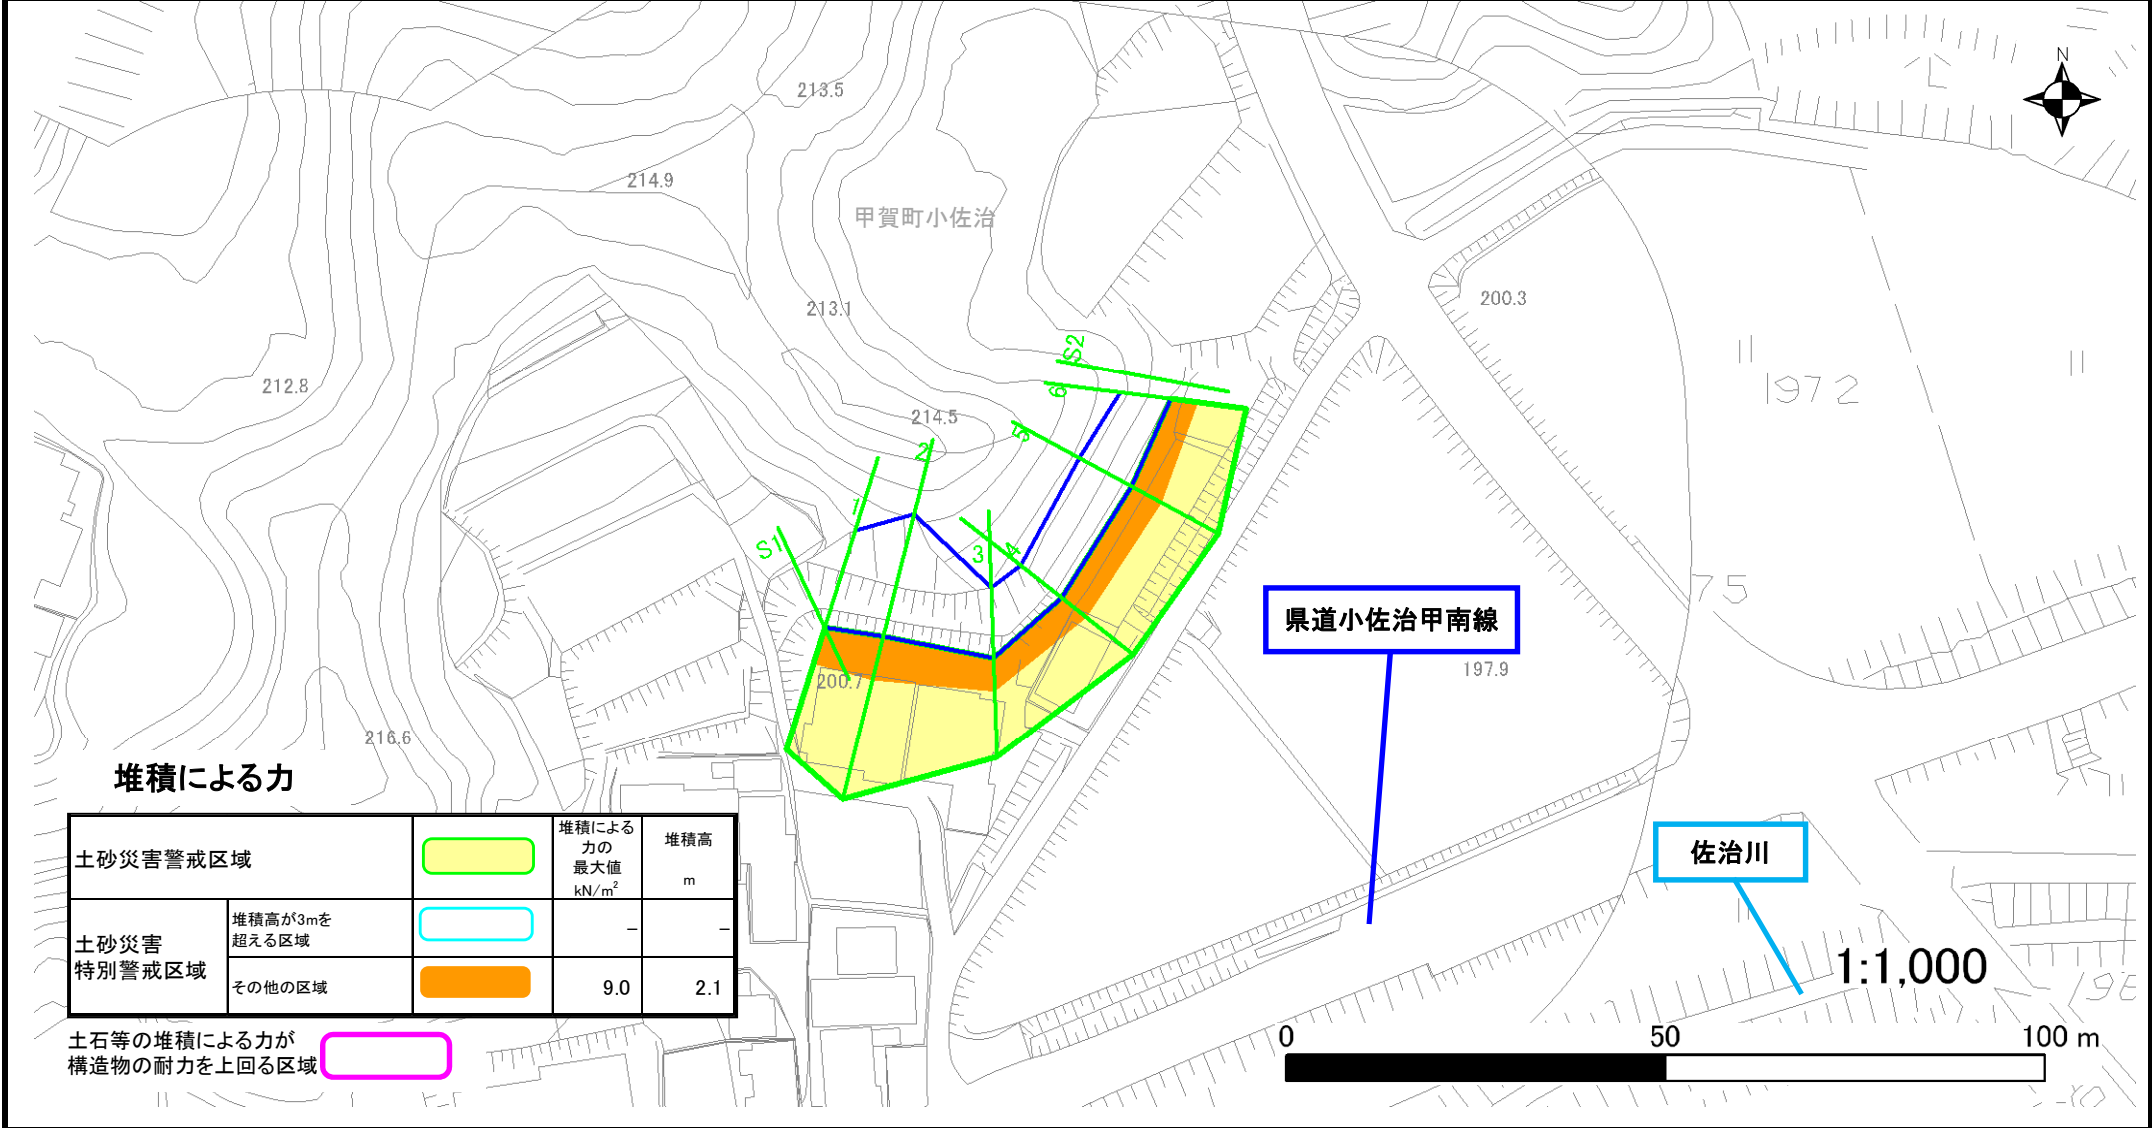 N
213.5
214.9
甲賀町小佐治
213.1
200.3
212.8
S2
6
1972
214.5
5
2
1
S1
3
4
75
県道小佐治甲南線
197.9
200.7
216.6
堆積による力
土砂災害警戒区域
堆積による
力の
最大値
kN/m²
堆積高
m
土砂災害
特別警戒区域
堆積高が3mを
超える区域
–
–
その他の区域
9.0
2.1
土石等の堆積による力が
構造物の耐力を上回る区域
佐治川
1:1,000
0
50
100 m